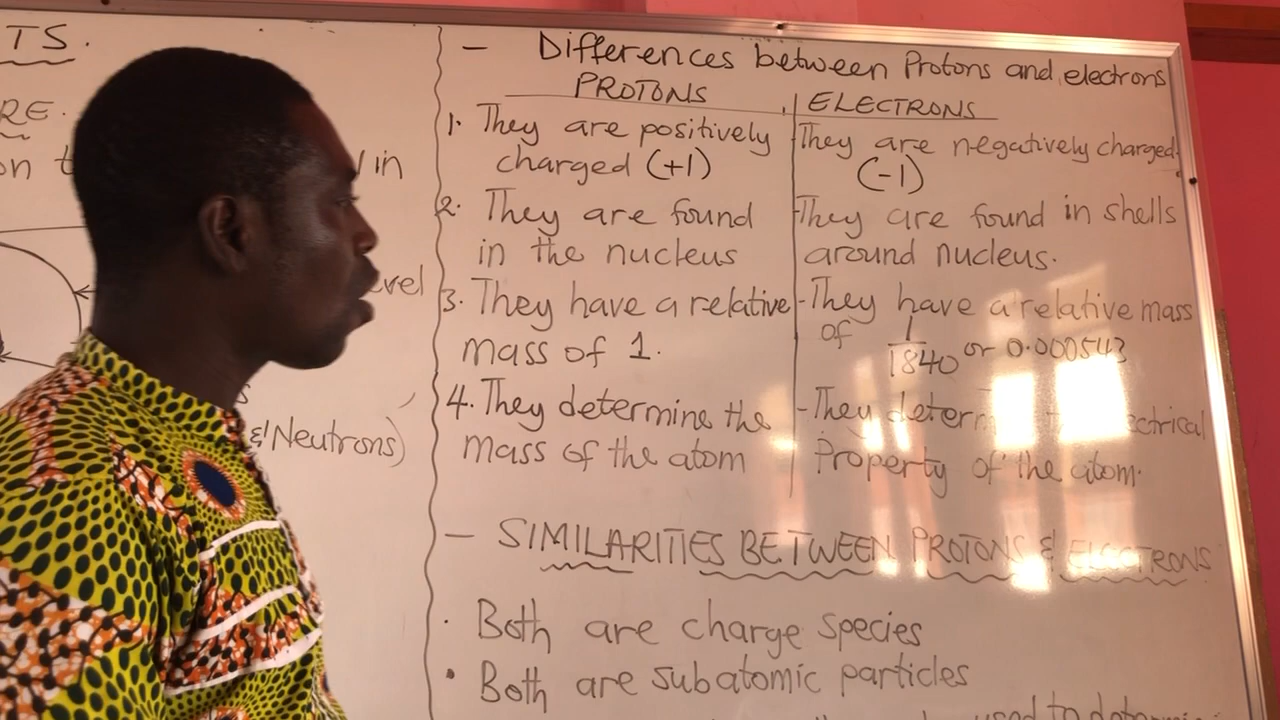 TS.
RE.
on
in
vel
& Neutrons)
- Differences between Protons and electrons
PROTONS
ELECTRONS
1. They are positively
charged (+1)
They are negatively charged.
(-1)
2. They are found
in the nucleus
They are found in shells
around nucleus.
3. They have a relative
mass of 1.
-They have a relative mass
of 1/1840 or 0.000543
4. They determine the
mass of the atom
-They
Property of the atom.
- SIMILARITIES BETWEEN PROTONS & ELECTRONS
· Both are charge species
• Both are subatomic particles
used to